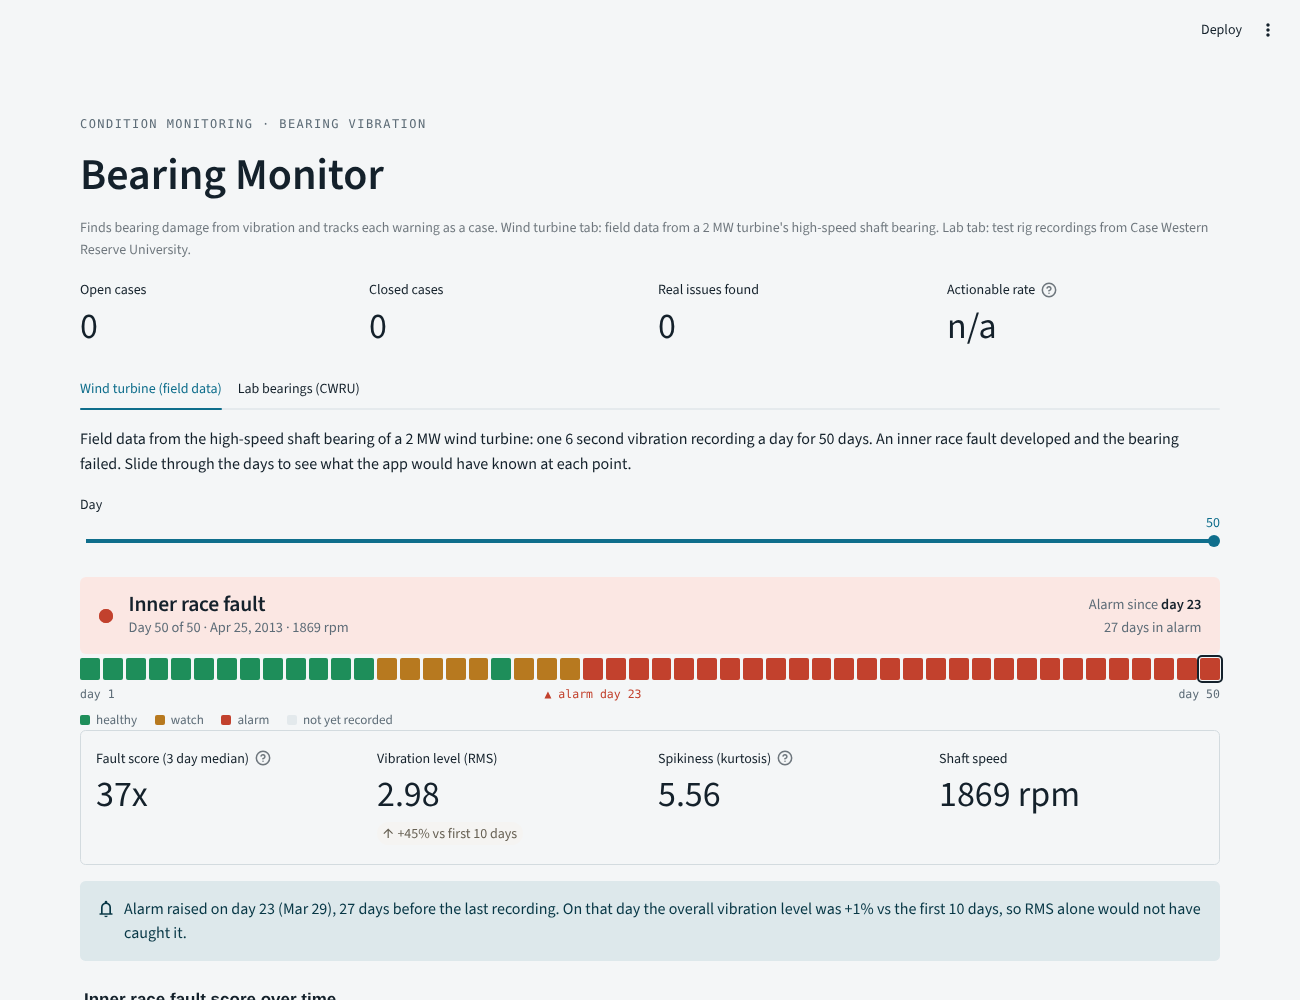 Deploy
CONDITION MONITORING · BEARING VIBRATION
Bearing Monitor
Finds bearing damage from vibration and tracks each warning as a case. Wind turbine tab: field data from a 2 MW turbine's high-speed shaft bearing. Lab tab: test rig recordings from Case Western
Reserve University.
Open cases
0
Closed cases
0
Real issues found
0
Actionable rate
n/a
Wind turbine (field data)
Lab bearings (CWRU)
Field data from the high-speed shaft bearing of a 2 MW wind turbine: one 6 second vibration recording a day for 50 days. An inner race fault developed and the bearing
failed. Slide through the days to see what the app would have known at each point.
Day
50
Inner race fault
Day 50 of 50 · Apr 25, 2013 · 1869 rpm
Alarm since day 23
27 days in alarm
day 1
▲ alarm day 23
day 50
healthy
watch
alarm
not yet recorded
Fault score (3 day median)
37x
Vibration level (RMS)
2.98
↑ +45% vs first 10 days
Spikiness (kurtosis)
5.56
Shaft speed
1869 rpm
Alarm raised on day 23 (Mar 29), 27 days before the last recording. On that day the overall vibration level was +1% vs the first 10 days, so RMS alone would not have
caught it.
Inner race fault score over time